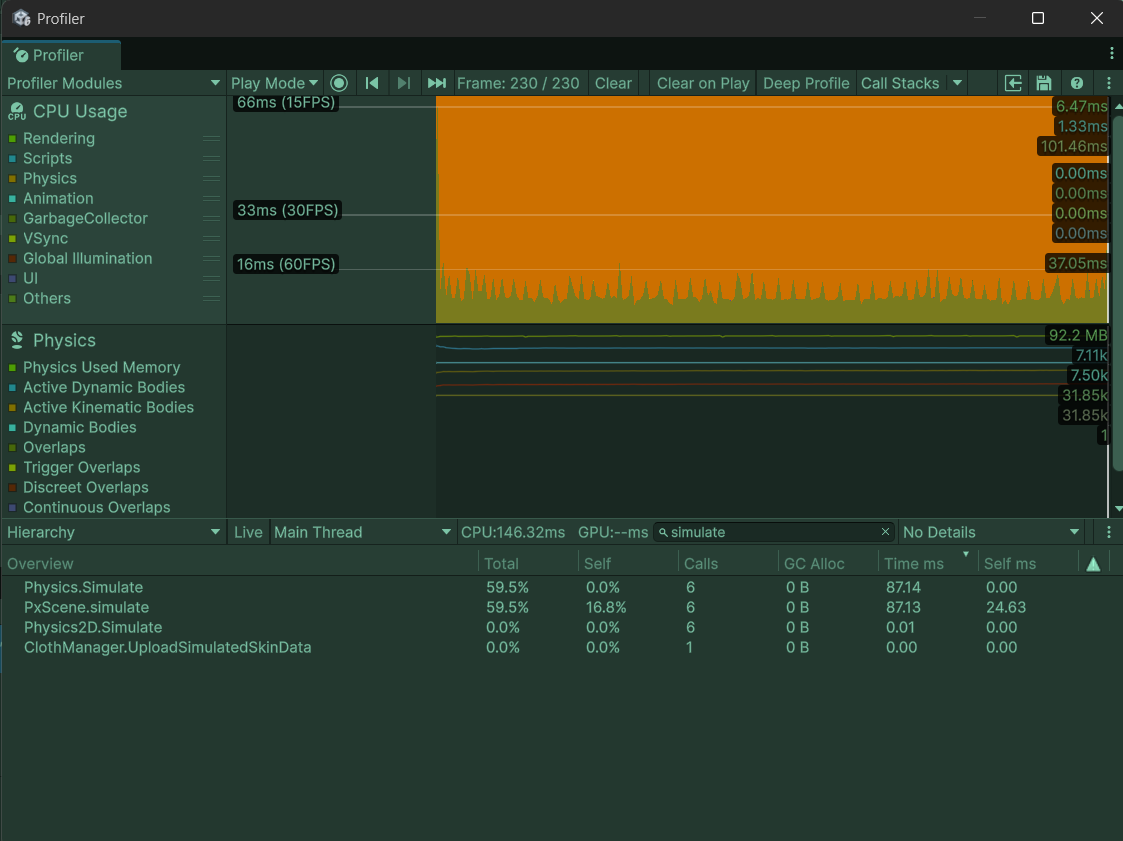 Profiler
Profiler
Profiler Modules Play Mode Frame: 230 / 230 Clear Clear on Play Deep Profile Call Stacks
CPU Usage
CPU
Rendering
Scripts
Physics
Animation
GarbageCollector
VSync
Global Illumination
UI
Others
66ms (15FPS)
33ms (30FPS)
16ms (60FPS)
6.47ms
1.33ms
101.46ms
0.00ms
0.00ms
0.00ms
0.00ms
37.05ms
Physics
Physics Used Memory
Active Dynamic Bodies
Active Kinematic Bodies
Dynamic Bodies
Overlaps
Trigger Overlaps
Discreet Overlaps
Continuous Overlaps
92.2 MB
7.11k
7.50k
31.85k
31.85k
1
Hierarchy Live Main Thread CPU:146.32ms GPU:--ms simulate No Details
Overview Total Self Calls GC Alloc Time ms Self ms
Physics.Simulate 59.5% 0.0% 6 0 B 87.14 0.00
PxScene.simulate 59.5% 16.8% 6 0 B 87.13 24.63
Physics2D.Simulate 0.0% 0.0% 6 0 B 0.01 0.00
ClothManager.UploadSimulatedSkinData 0.0% 0.0% 1 0 B 0.00 0.00